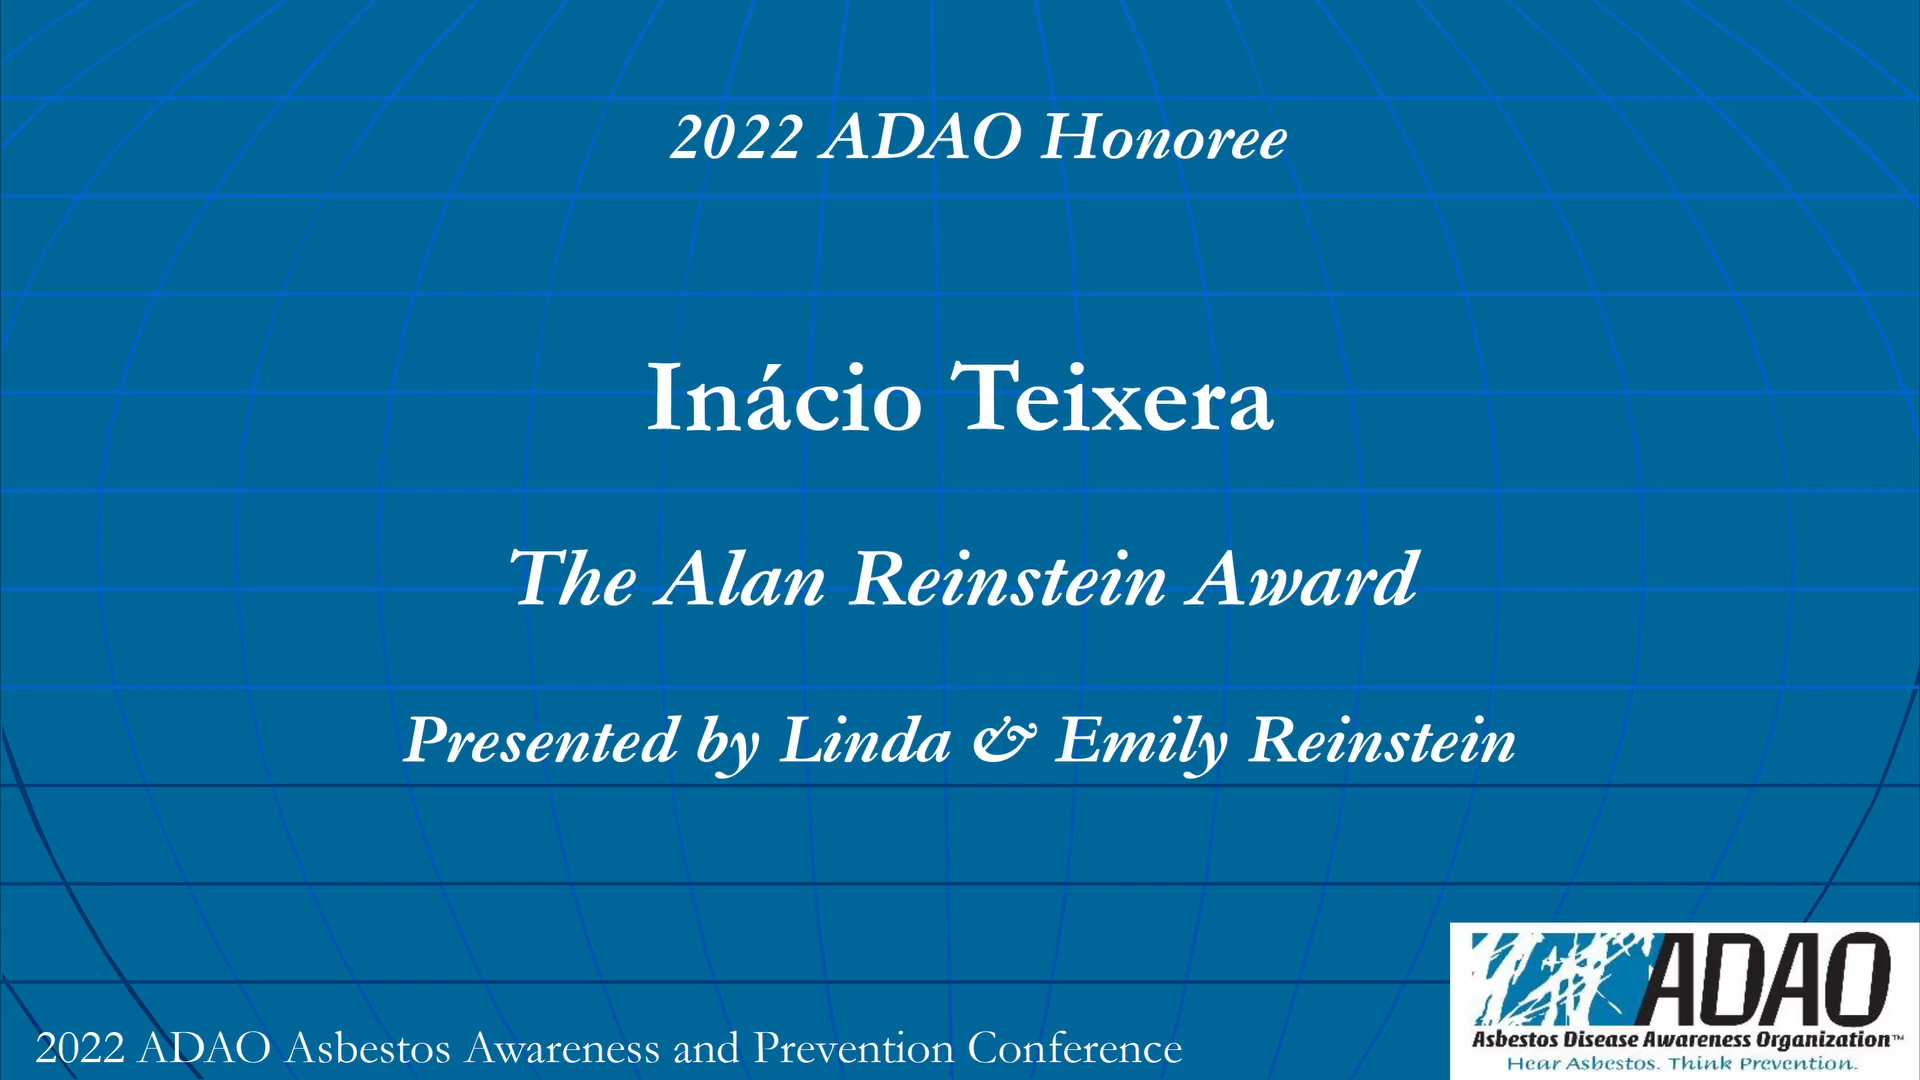 2022 ADAO Honoree
Inácio Teixera
The Alan Reinstein Award
Presented by Linda & Emily Reinstein
2022 ADAO Asbestos Awareness and Prevention Conference
ADAO
Asbestos Disease Awareness Organization™
Hear Asbestos. Think Prevention.